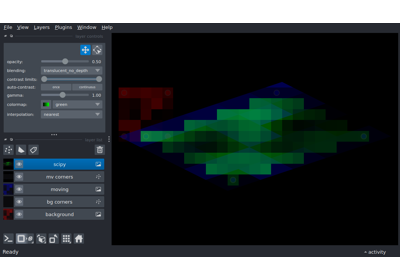 File View Layers Plugins Window Help
opacity: 0.50
blending: translucent_no_depth
contrast limits:
auto-contrast: once continuous
gamma: 1.00
colormap: green
interpolation: nearest
scipy
mv corners
moving
bg corners
background
Ready activity